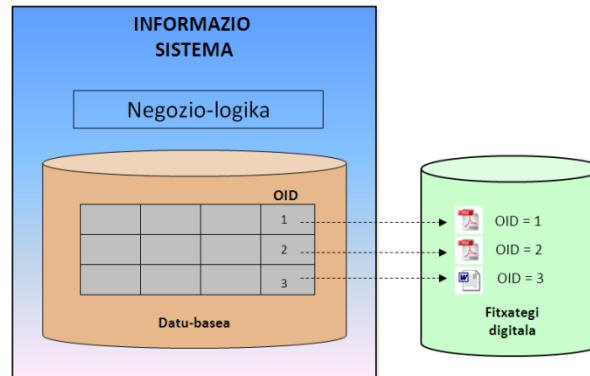 INFORMAZIO
SISTEMA
Negozio-logika
OID
1
2
3
Datu-basea
OID = 1
OID = 2
OID = 3
Fitxategi
digitala